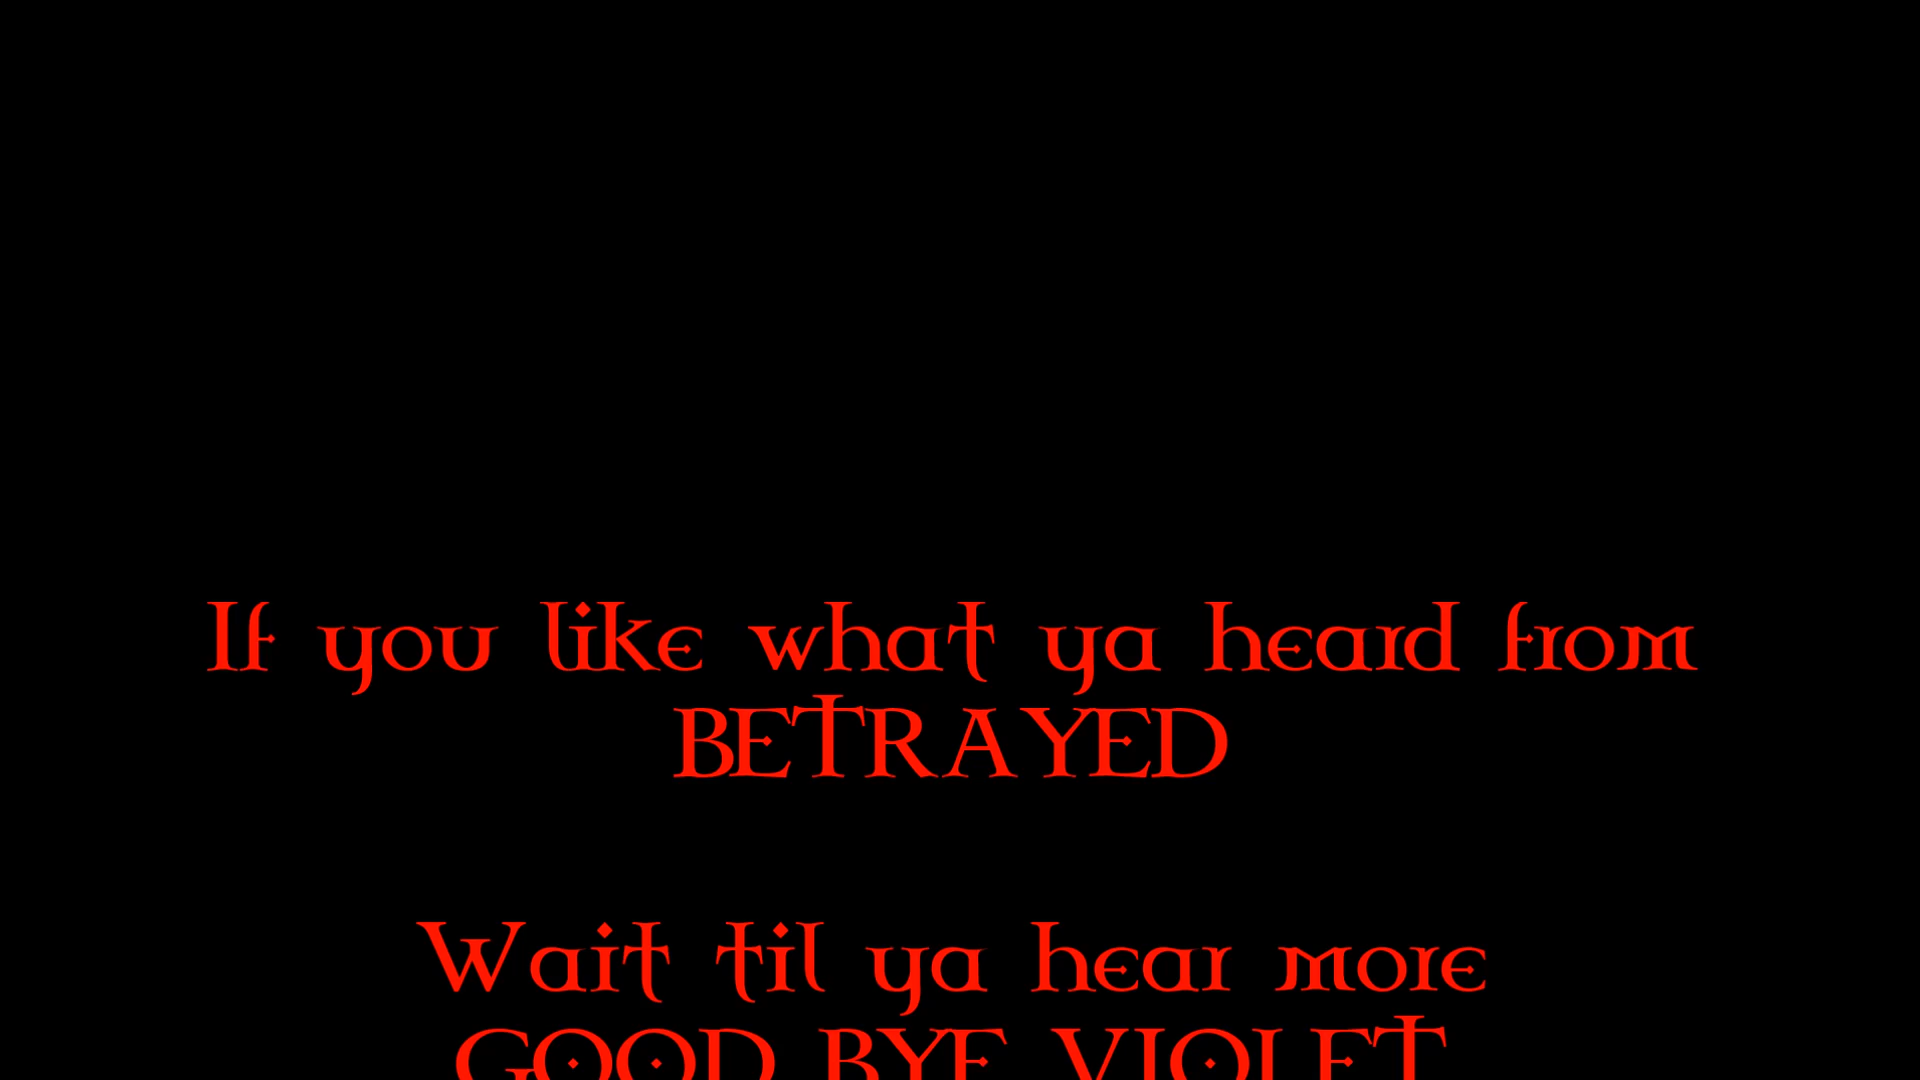 If you like what ya heard from
BETRAYED
Wait til ya hear more
GOOD BYE VIOLET